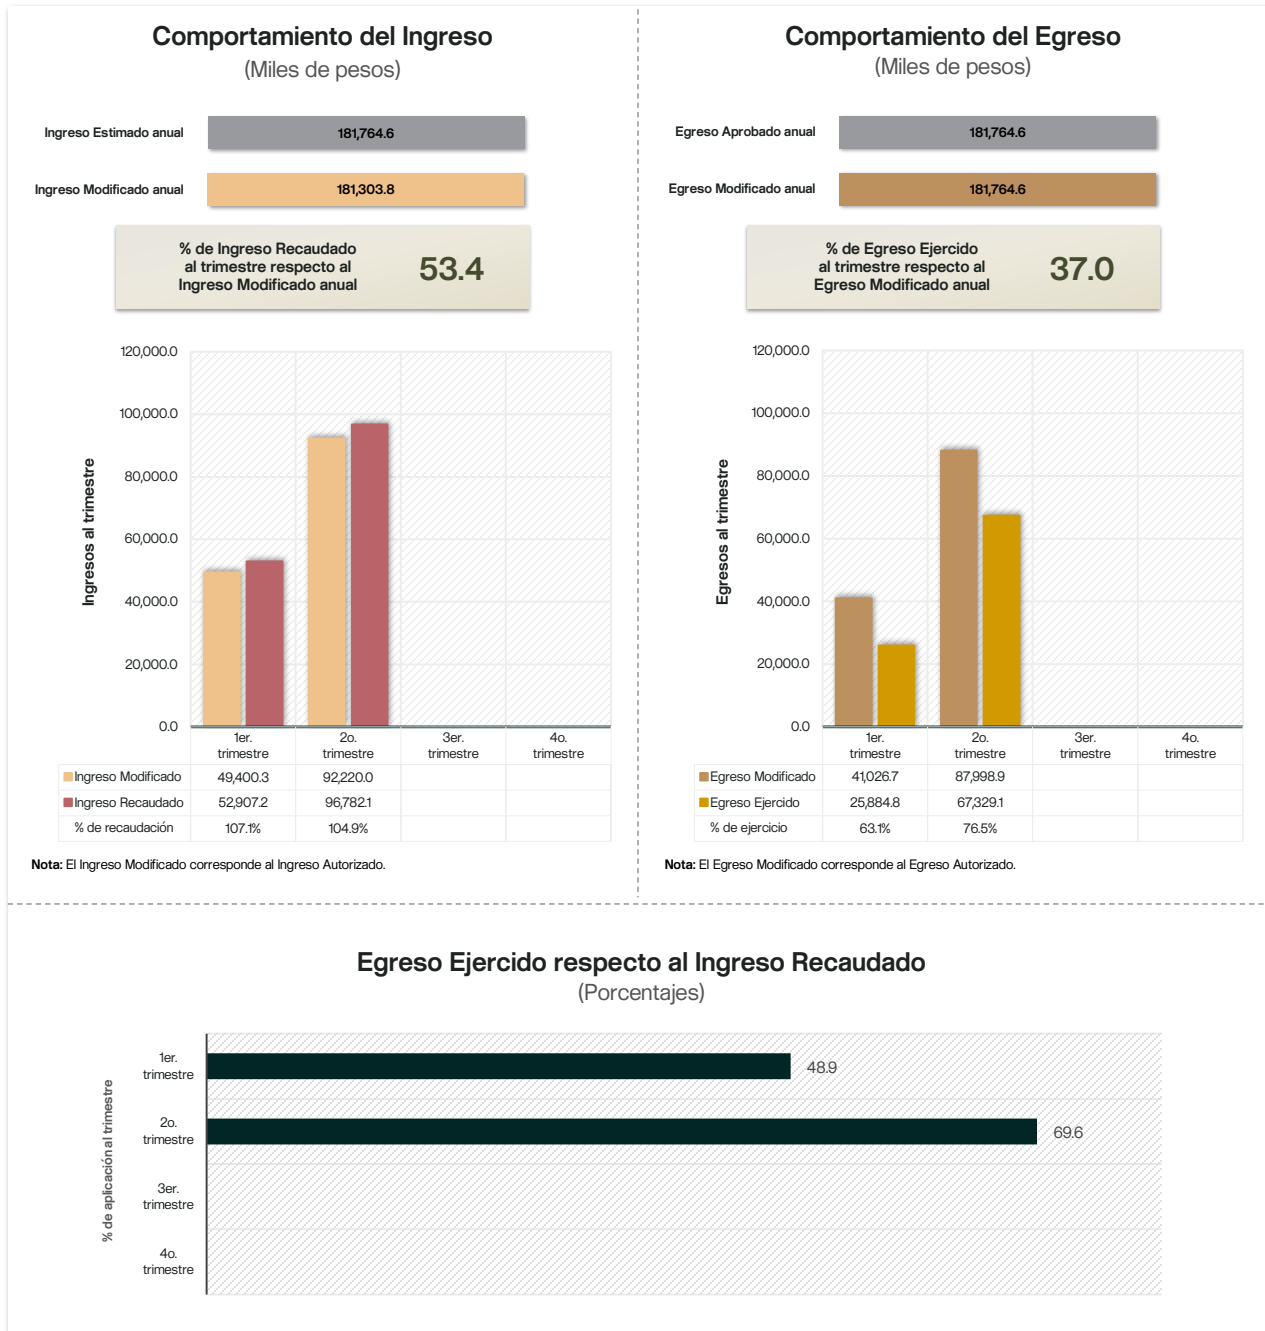 Comportamiento del Ingreso
(Miles de pesos)
Ingreso Estimado anual 181,764.6
Ingreso Modificado anual 181,303.8
% de Ingreso Recaudado
al trimestre respecto al
Ingreso Modificado anual
53.4
120,000.0
100,000.0
80,000.0
60,000.0
40,000.0
20,000.0
0.0
Ingresos al trimestre
1er. trimestre 2o. trimestre 3er. trimestre 4o. trimestre
Ingreso Modificado 49,400.3 92,220.0
Ingreso Recaudado 52,907.2 96,782.1
% de recaudación 107.1% 104.9%
Nota: El Ingreso Modificado corresponde al Ingreso Autorizado.
Comportamiento del Egreso
(Miles de pesos)
Egreso Aprobado anual 181,764.6
Egreso Modificado anual 181,764.6
% de Egreso Ejercido
al trimestre respecto al
Egreso Modificado anual
37.0
120,000.0
100,000.0
80,000.0
60,000.0
40,000.0
20,000.0
0.0
Egresos al trimestre
1er. trimestre 2o. trimestre 3er. trimestre 4o. trimestre
Egreso Modificado 41,026.7 87,998.9
Egreso Ejercido 25,884.8 67,329.1
% de ejercicio 63.1% 76.5%
Nota: El Egreso Modificado corresponde al Egreso Autorizado.
Egreso Ejercido respecto al Ingreso Recaudado
(Porcentajes)
% de aplicación al trimestre
1er.
trimestre
48.9
2o.
trimestre
69.6
3er.
trimestre
4o.
trimestre